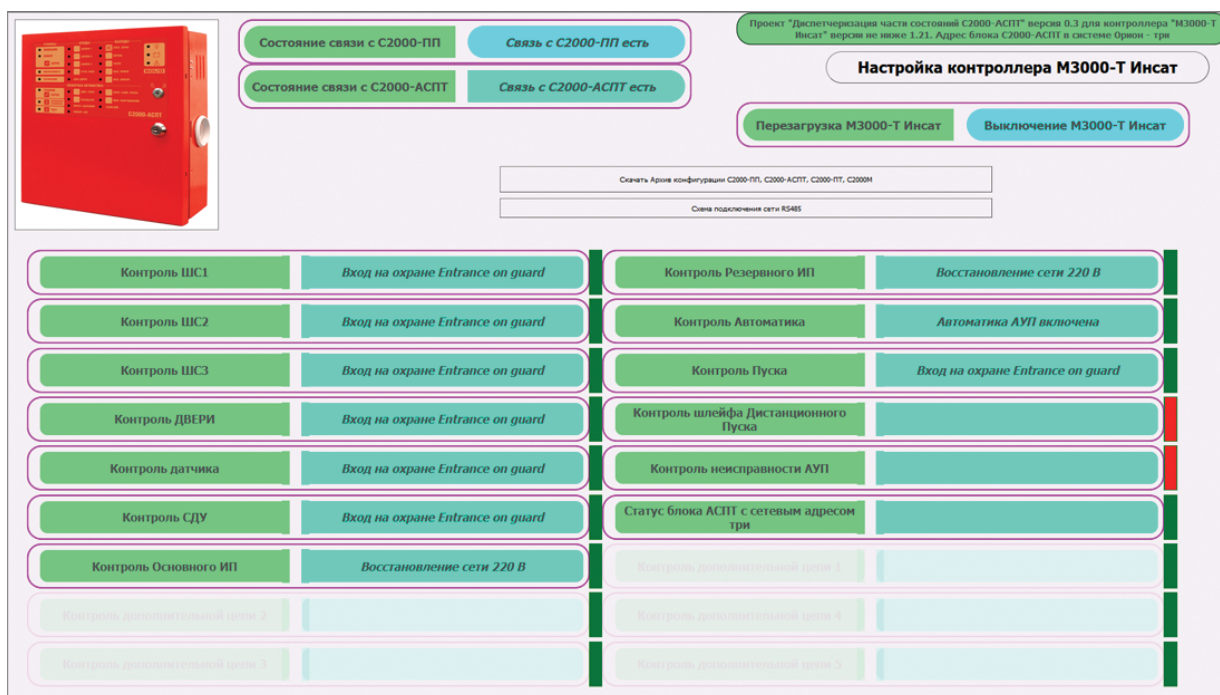 С2000-АСПТ
Состояние связи с С2000-ПП
Связь с С2000-ПП есть
Состояние связи с С2000-АСПТ
Связь с С2000-АСПТ есть
Проект "Диспетчеризация части состояний С2000-АСПТ" версия 0.3 для контроллера "М3000-Т
Инсат" версии не ниже 1.21. Адрес блока С2000-АСПТ в системе Орион - три
Настройка контроллера М3000-Т Инсат
Перезагрузка М3000-Т Инсат
Выключение М3000-Т Инсат
Скачать Архив конфигурации С2000-ПП, С2000-АСПТ, С2000-ПТ, С2000М
Схема подключения сети RS485
Контроль ШС1
Вход на охране Entrance on guard
Контроль Резервного ИП
Восстановление сети 220 В
Контроль ШС2
Вход на охране Entrance on guard
Контроль Автоматика
Автоматика АУП включена
Контроль ШС3
Вход на охране Entrance on guard
Контроль Пуска
Вход на охране Entrance on guard
Контроль ДВЕРИ
Вход на охране Entrance on guard
Контроль шлейфа Дистанционного
Пуска
Контроль датчика
Вход на охране Entrance on guard
Контроль неисправности АУП
Контроль СДУ
Вход на охране Entrance on guard
Статус блока АСПТ с сетевым адресом
три
Контроль Основного ИП
Восстановление сети 220 В
Контроль дополнительной цепи 1
Контроль дополнительной цепи 2
Контроль дополнительной цепи 4
Контроль дополнительной цепи 3
Контроль дополнительной цепи 5